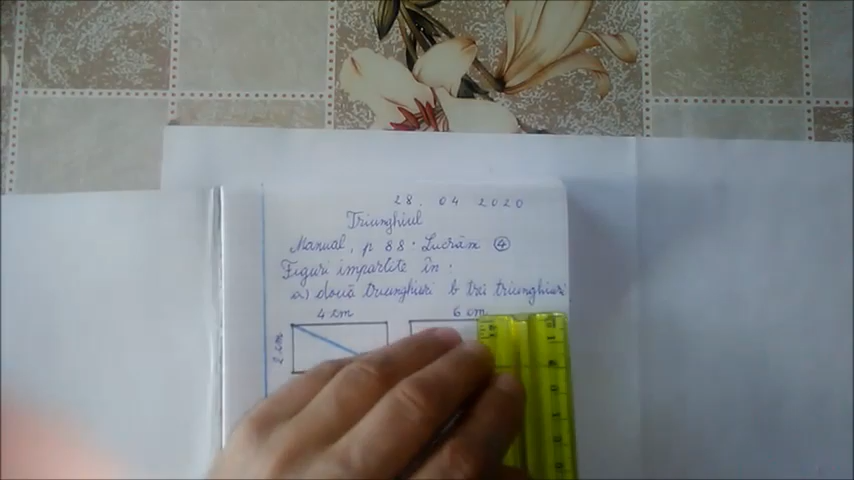 28. 04 2020
Triunghiul
Manual, p 88. Lucrăm ④
Figuri împărțite în:
a) două triunghiuri b trei triunghiuri
4 cm 6 cm
2 cm